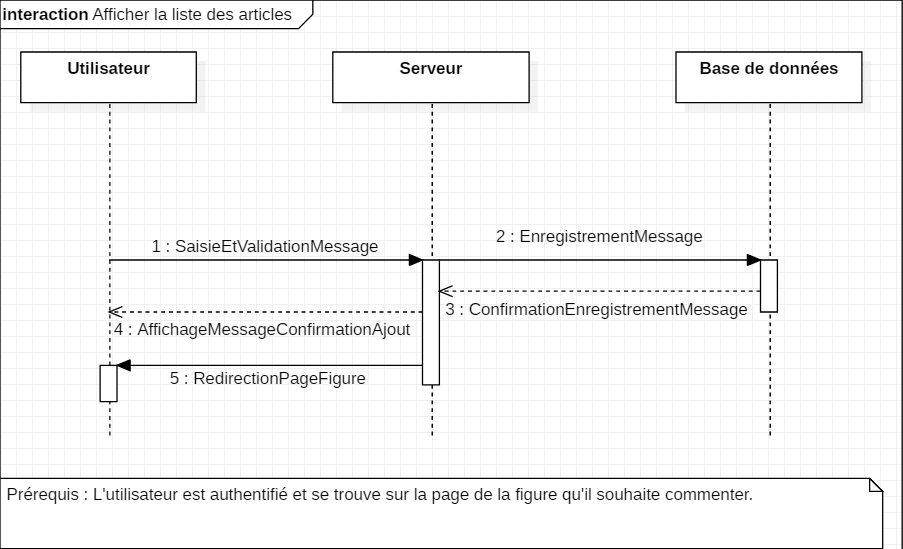 interaction Afficher la liste des articles
Utilisateur
Serveur
Base de données
1 : SaisieEtValidationMessage
2 : EnregistrementMessage
3 : ConfirmationEnregistrementMessage
4 : AffichageMessageConfirmationAjout
5 : RedirectionPageFigure
Prérequis : L'utilisateur est authentifié et se trouve sur la page de la figure qu'il souhaite commenter.